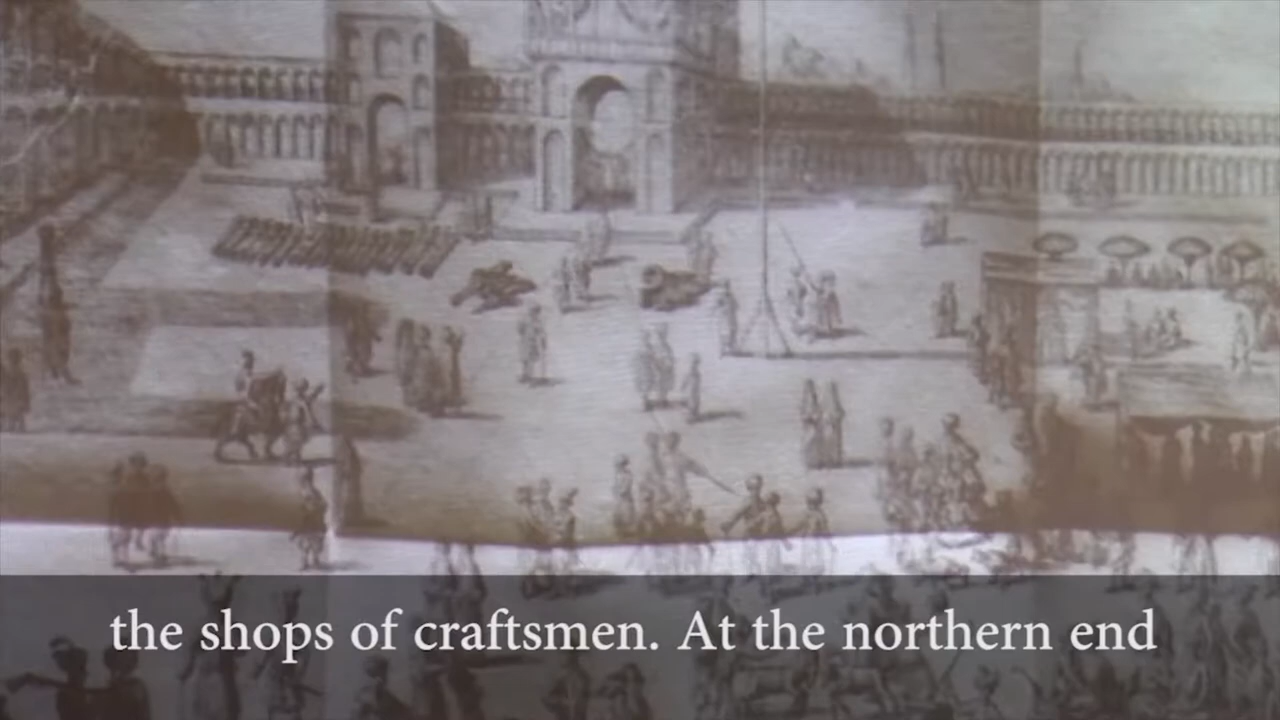 the shops of craftsmen. At the northern end